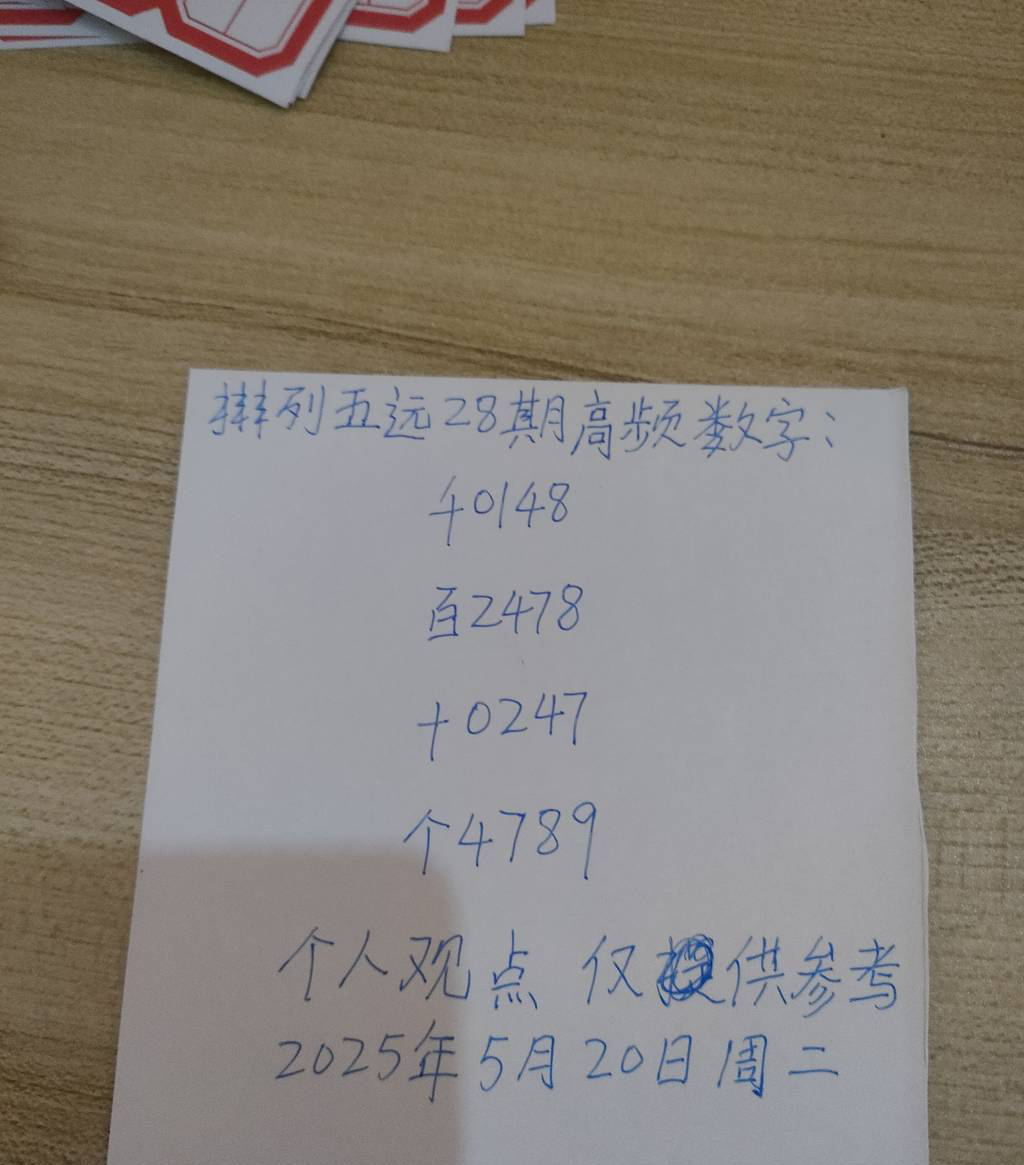 排列五远28期高频数字：
千0148
百2478
十0247
个4789
个人观点 仅供参考
2025年5月20日周二